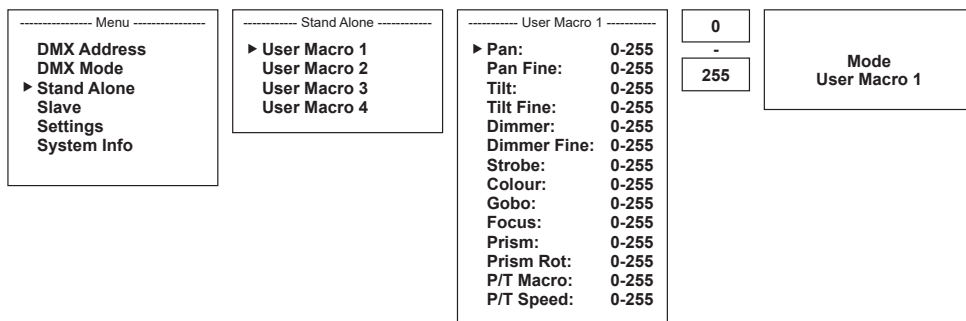 ---------------- Menu ----------------
DMX Address
DMX Mode
▶ Stand Alone
Slave
Settings
System Info
------------ Stand Alone ------------
▶ User Macro 1
User Macro 2
User Macro 3
User Macro 4
----------- User Macro 1 -----------
▶ Pan: 0-255
Pan Fine: 0-255
Tilt: 0-255
Tilt Fine: 0-255
Dimmer: 0-255
Dimmer Fine: 0-255
Strobe: 0-255
Colour: 0-255
Gobo: 0-255
Focus: 0-255
Prism: 0-255
Prism Rot: 0-255
P/T Macro: 0-255
P/T Speed: 0-255
0
-
255
Mode
User Macro 1